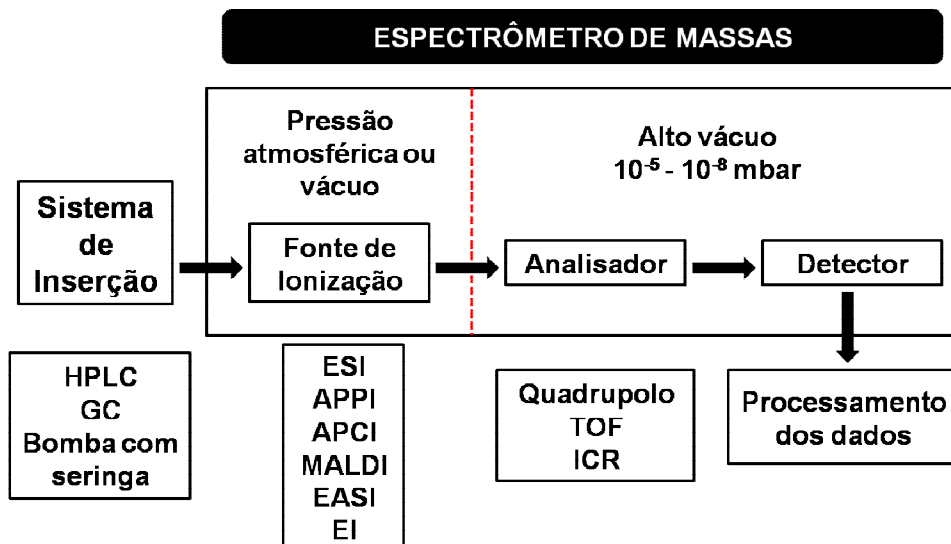 ESPECTRÔMETRO DE MASSAS
Pressão
atmosférica ou
vácuo
Alto vácuo
10⁻⁵ - 10⁻⁸ mbar
Sistema
de
Inserção
Fonte de
Ionização
Analisador
Detector
HPLC
GC
Bomba com
seringa
ESI
APPI
APCI
MALDI
EASI
EI
Quadrupolo
TOF
ICR
Processamento
dos dados